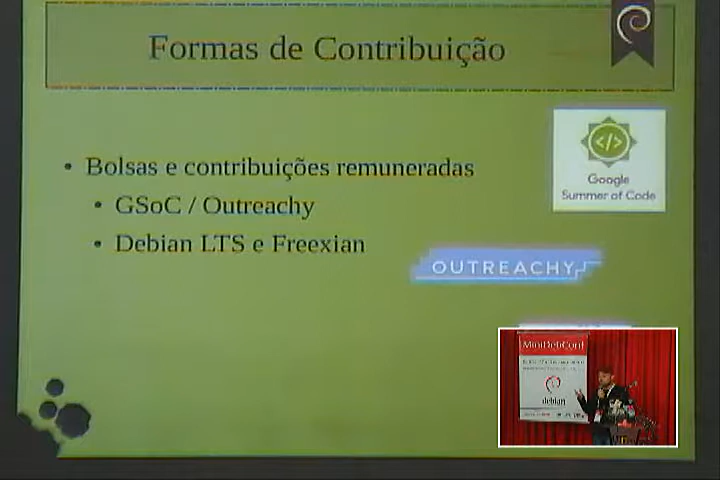 Formas de Contribuição
Google
Summer of Code
• Bolsas e contribuições remuneradas
• GSoC / Outreachy
• Debian LTS e Freexian
OUTREACHY
MiniDebConf
debian